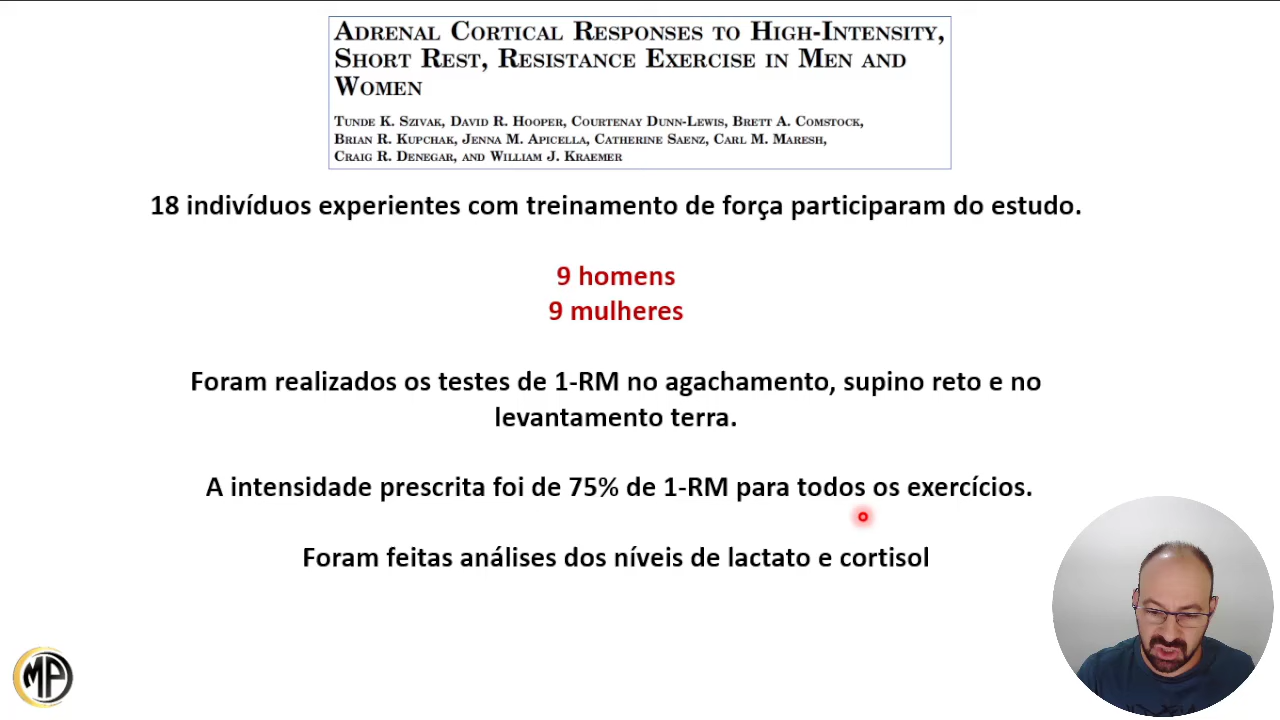 ADRENAL CORTICAL RESPONSES TO HIGH-INTENSITY,
SHORT REST, RESISTANCE EXERCISE IN MEN AND
WOMEN
TUNDE K. SZIVAK, DAVID R. HOOPER, COURTENAY DUNN-LEWIS, BRETT A. COMSTOCK,
BRIAN R. KUPCHAK, JENNA M. APICELLA, CATHERINE SAENZ, CARL M. MARESH,
CRAIG R. DENEGAR, AND WILLIAM J. KRAEMER
18 indivíduos experientes com treinamento de força participaram do estudo.
9 homens
9 mulheres
Foram realizados os testes de 1-RM no agachamento, supino reto e no
levantamento terra.
A intensidade prescrita foi de 75% de 1-RM para todos os exercícios.
Foram feitas análises dos níveis de lactato e cortisol
MP